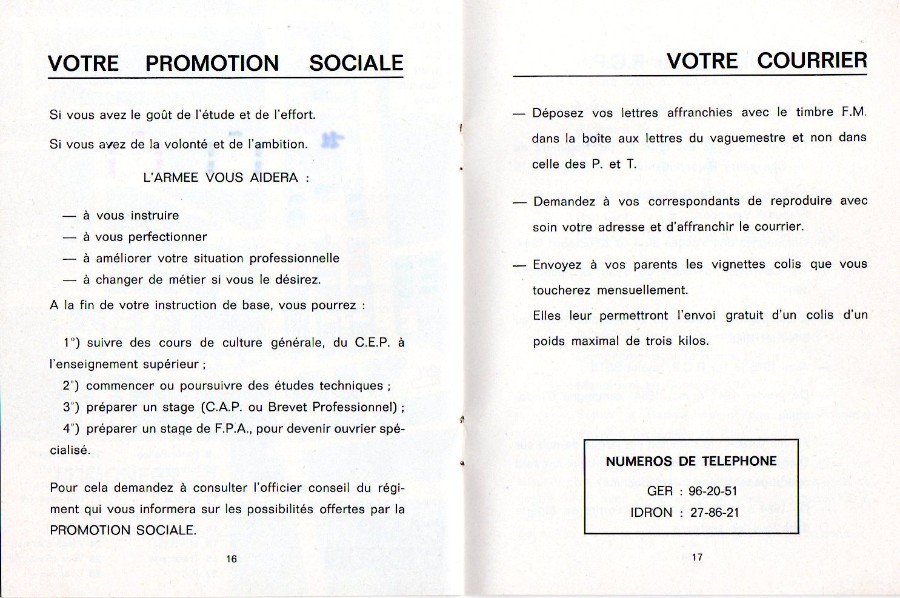 VOTRE PROMOTION SOCIALE
Si vous avez le goût de l'étude et de l'effort.
Si vous avez de la volonté et de l'ambition.
L'ARMEE VOUS AIDERA :
— à vous instruire
— à vous perfectionner
— à améliorer votre situation professionnelle
— à changer de métier si vous le désirez.
A la fin de votre instruction de base, vous pourrez :
1°) suivre des cours de culture générale, du C.E.P. à
l'enseignement supérieur ;
2°) commencer ou poursuivre des études techniques ;
3°) préparer un stage (C.A.P. ou Brevet Professionnel) ;
4°) préparer un stage de F.P.A., pour devenir ouvrier spé-
cialisé.
Pour cela demandez à consulter l'officier conseil du régi-
ment qui vous informera sur les possibilités offertes par la
PROMOTION SOCIALE.
16
VOTRE COURRIER
— Déposez vos lettres affranchies avec le timbre F.M.
dans la boîte aux lettres du vaguemestre et non dans
celle des P. et T.
— Demandez à vos correspondants de reproduire avec
soin votre adresse et d'affranchir le courrier.
— Envoyez à vos parents les vignettes colis que vous
toucherez mensuellement.
Elles leur permettront l'envoi gratuit d'un colis d'un
poids maximal de trois kilos.
NUMEROS DE TELEPHONE
GER : 96-20-51
IDRON : 27-86-21
17